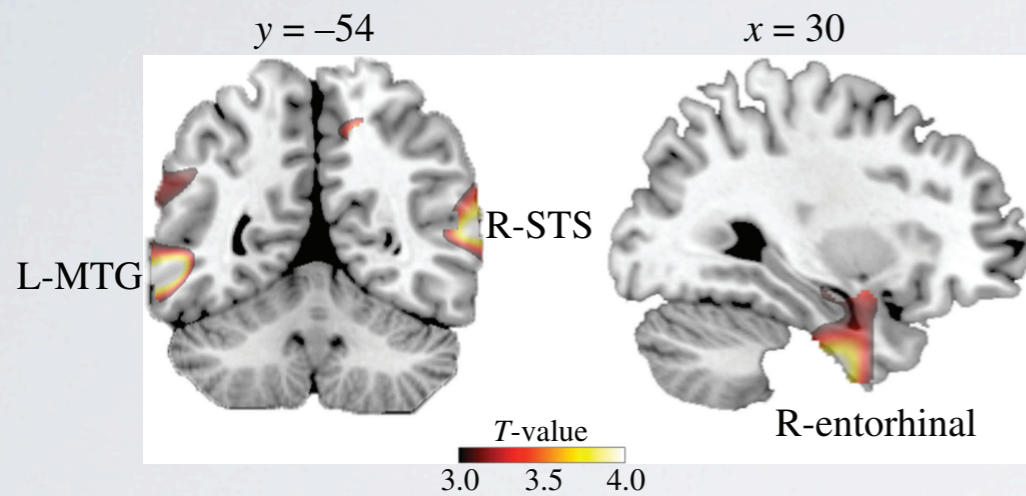 y = –54
x = 30
R-STS
L-MTG
R-entorhinal
T-value
3.0 3.5 4.0